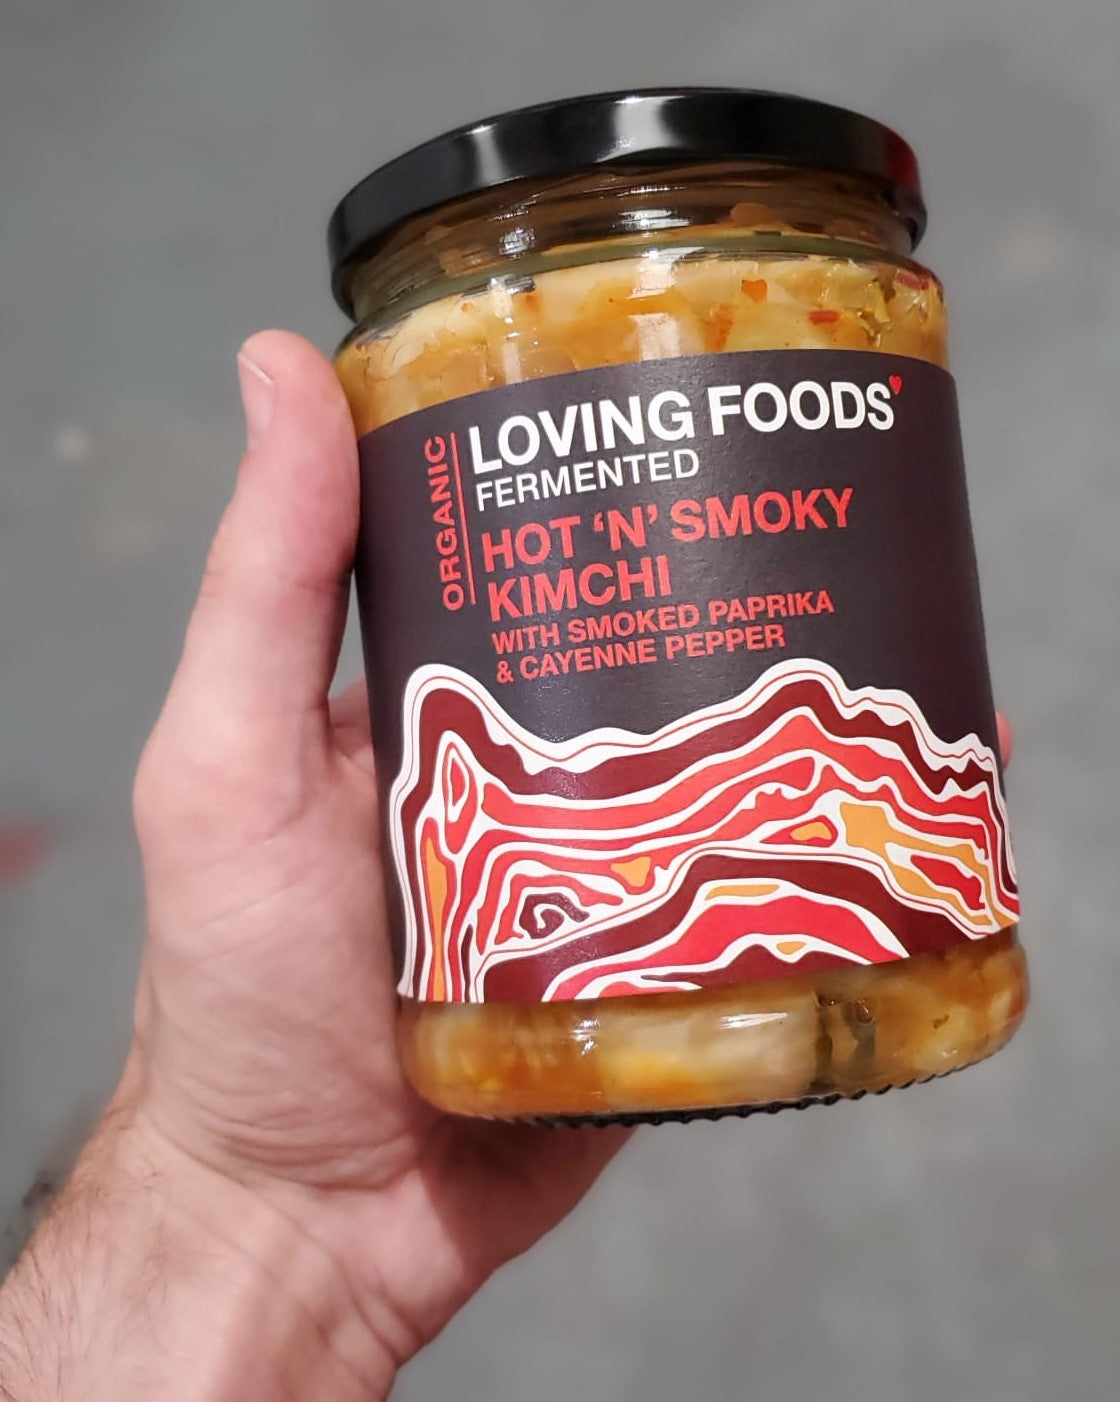 ORGANIC
LOVING FOODS
FERMENTED
HOT ‘N’ SMOKY
KIMCHI
WITH SMOKED PAPRIKA
& CAYENNE PEPPER